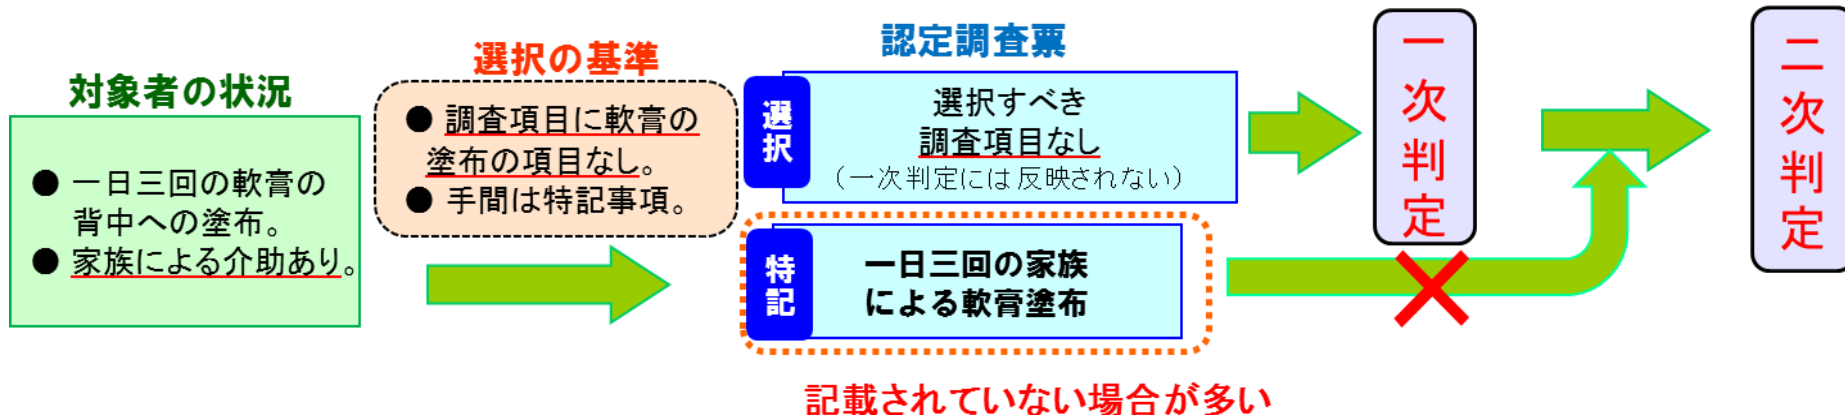 対象者の状況
● 一日三回の軟膏の
背中への塗布。
● 家族による介助あり。
選択の基準
● 調査項目に軟膏の
塗布の項目なし。
● 手間は特記事項。
認定調査票
選択
選択すべき
調査項目なし
（一次判定には反映されない）
特記
一日三回の家族
による軟膏塗布
記載されていない場合が多い
一次判定
二次判定